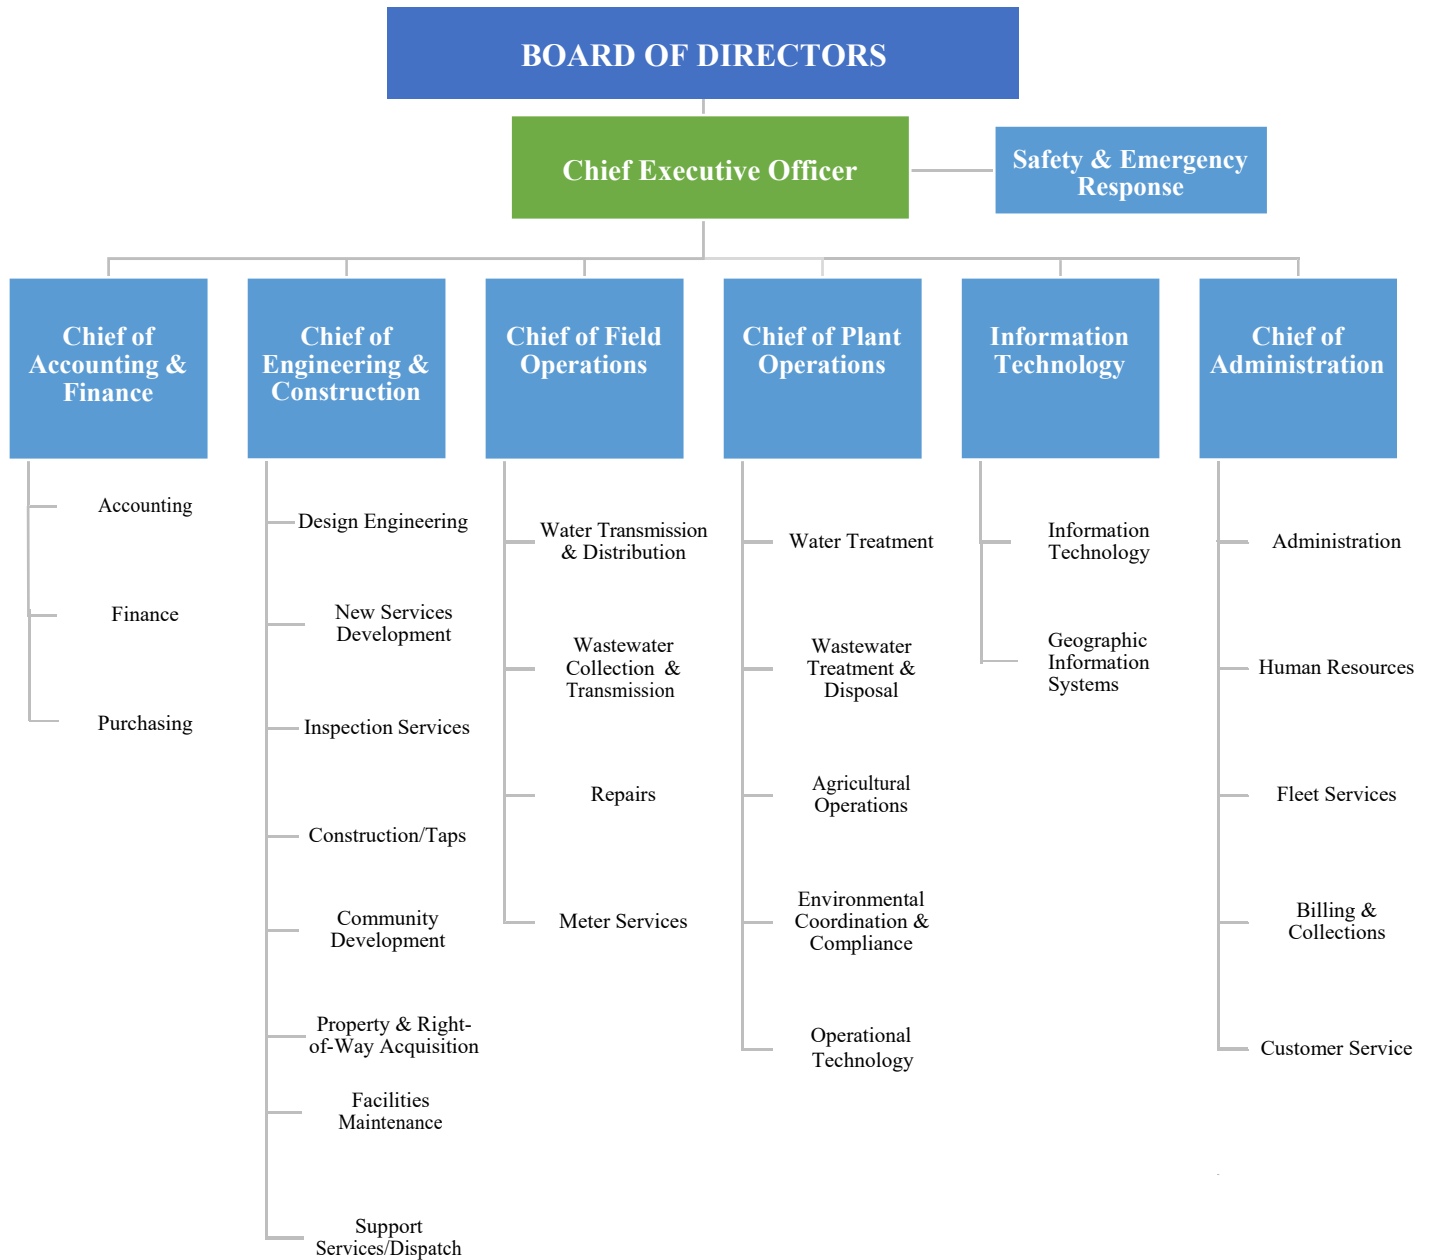 BOARD OF DIRECTORS
Chief Executive Officer
Safety & Emergency
Response
Chief of
Accounting &
Finance
Accounting
Finance
Purchasing
Chief of
Engineering &
Construction
Design Engineering
New Services
Development
Inspection Services
Construction/Taps
Community
Development
Property & Right-
of-Way Acquisition
Facilities
Maintenance
Support
Services/Dispatch
Chief of Field
Operations
Water Transmission
& Distribution
Wastewater
Collection & 
Transmission
Repairs
Meter Services
Chief of Plant
Operations
Water Treatment
Wastewater
Treatment &
Disposal
Agricultural
Operations
Environmental
Coordination &
Compliance
Operational
Technology
Information
Technology
Information
Technology
Geographic
Information
Systems
Chief of
Administration
Administration
Human Resources
Fleet Services
Billing &
Collections
Customer Service